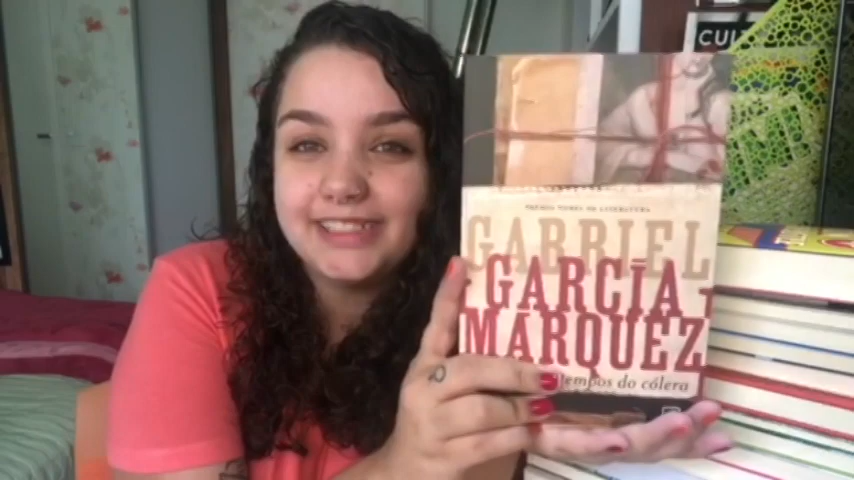 CULT
PRÊMIO NOBEL DE LITERATURA
GABRIEL
GARCÍA
MÁRQUEZ
tempos do cólera